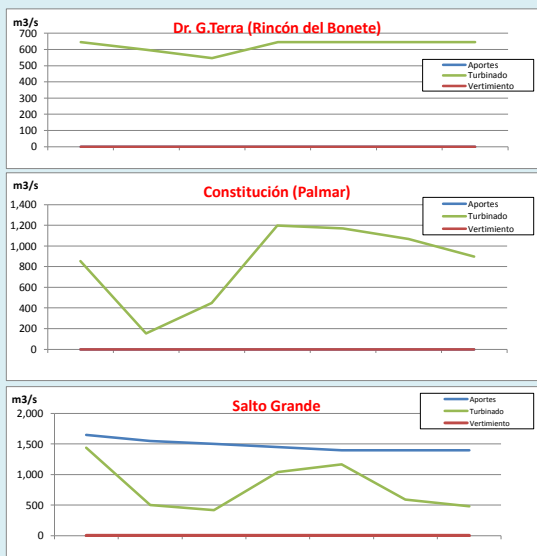 m3/s
Dr. G.Terra (Rincón del Bonete)
700
600
500
400
300
200
100
0
Aportes
Turbinado
Vertimiento
m3/s
Constitución (Palmar)
1,400
1,200
1,000
800
600
400
200
0
Aportes
Turbinado
Vertimiento
m3/s
Salto Grande
2,000
1,500
1,000
500
0
Aportes
Turbinado
Vertimiento